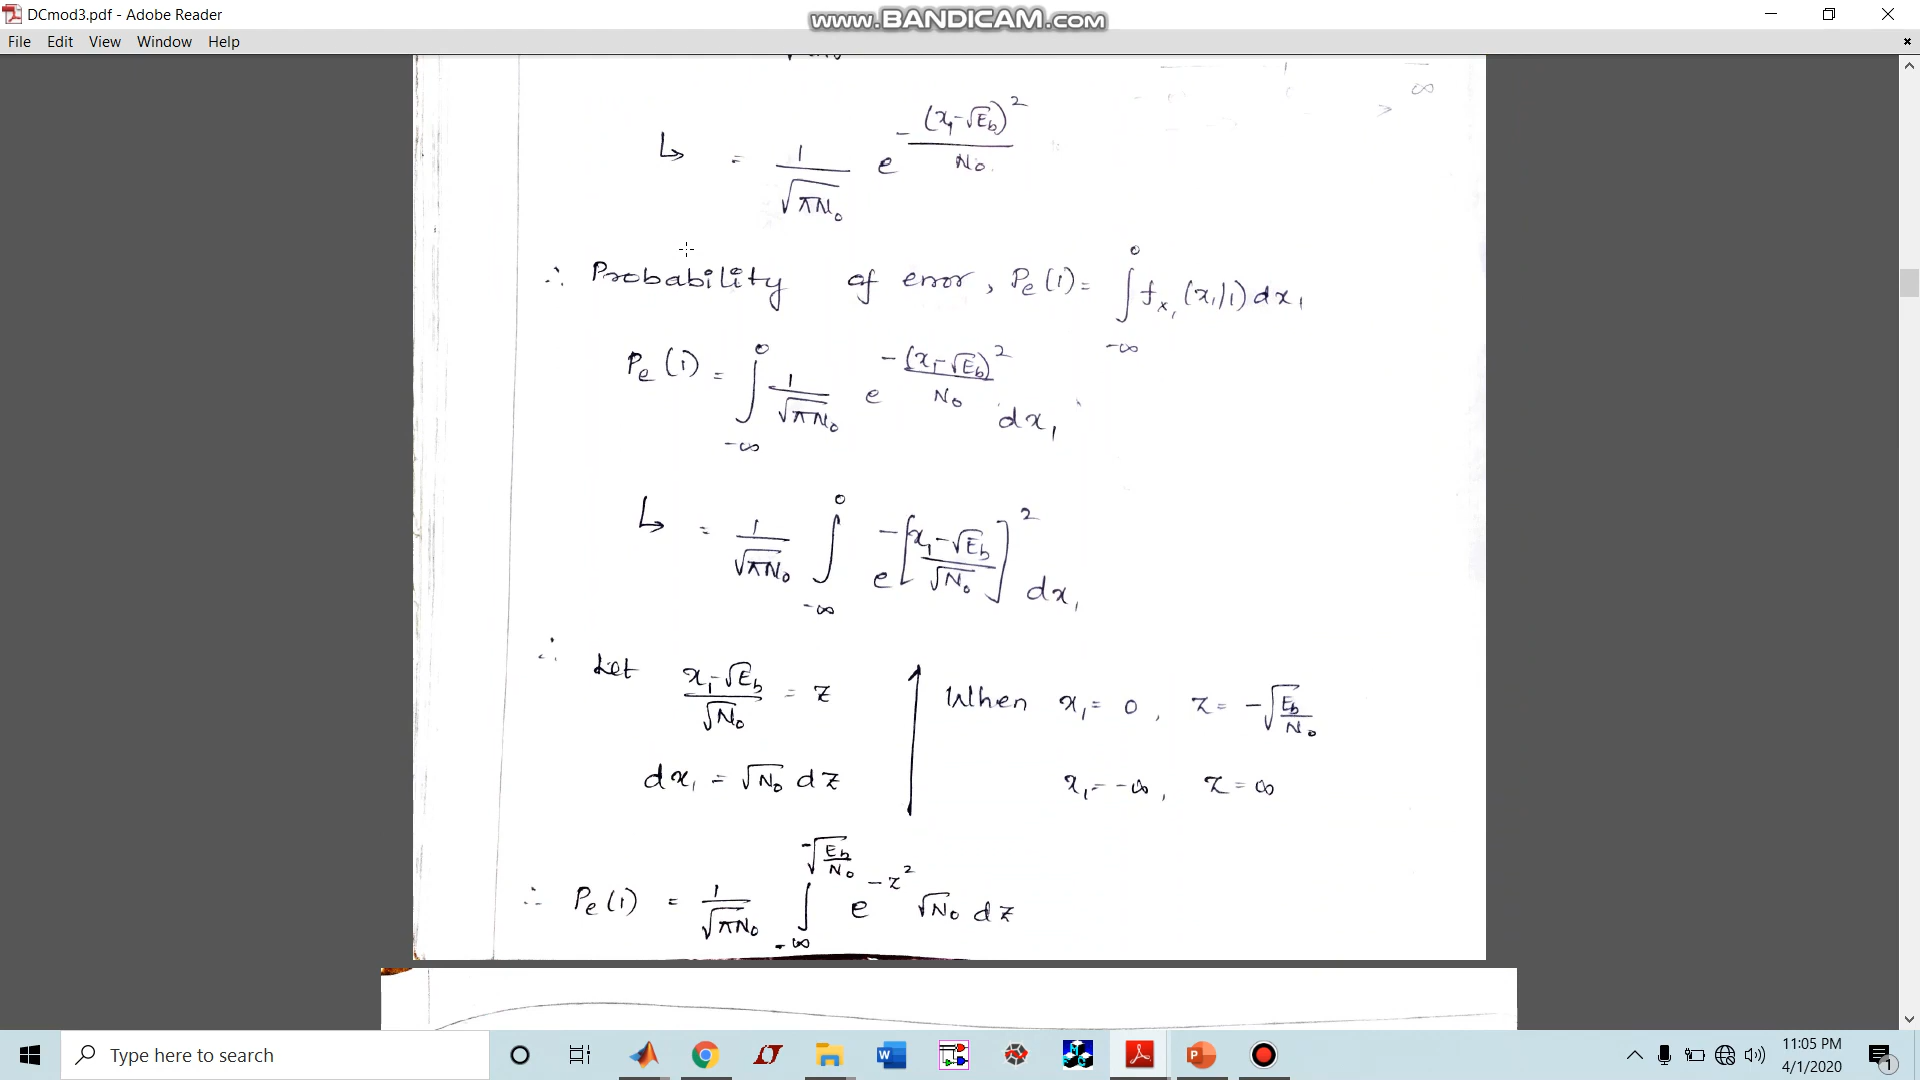 DCmod3.pdf - Adobe Reader
www.BANDICAM.com
File Edit View Window Help
↳ = 1/√(πN₀) e^(-(x₁-√E_b)²/N₀)
∴ Probability of error, Pₑ(1) = ∫_{-∞}^{0} f_{x₁}(x₁/1) dx₁
Pₑ(1) = ∫_{-∞}^{0} 1/√(πN₀) e^(-(x₁-√E_b)²/N₀) dx₁
↳ = 1/√(πN₀) ∫_{-∞}^{0} e^(-[(x₁-√E_b)/√N₀]²) dx₁
∴ Let (x₁-√E_b)/√N₀ = z
dx₁ = √N₀ dz
When x₁ = 0, z = -√(E_b/N₀)
x₁ = -∞, z = ∞
∴ Pₑ(1) = 1/√(πN₀) ∫_{-∞}^{-√(E_b/N₀)} e^(-z²) √N₀ dz
Type here to search
11:05 PM
4/1/2020
1